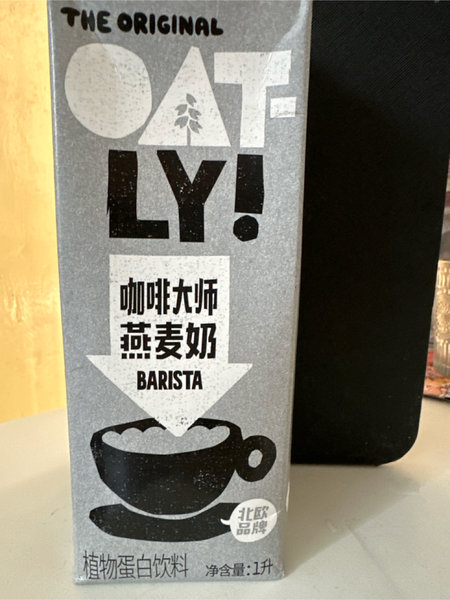 THE ORIGINAL
OAT-
LY!
咖啡大师
燕麦奶
BARISTA
北欧
品牌
植物蛋白饮料 净含量:1升